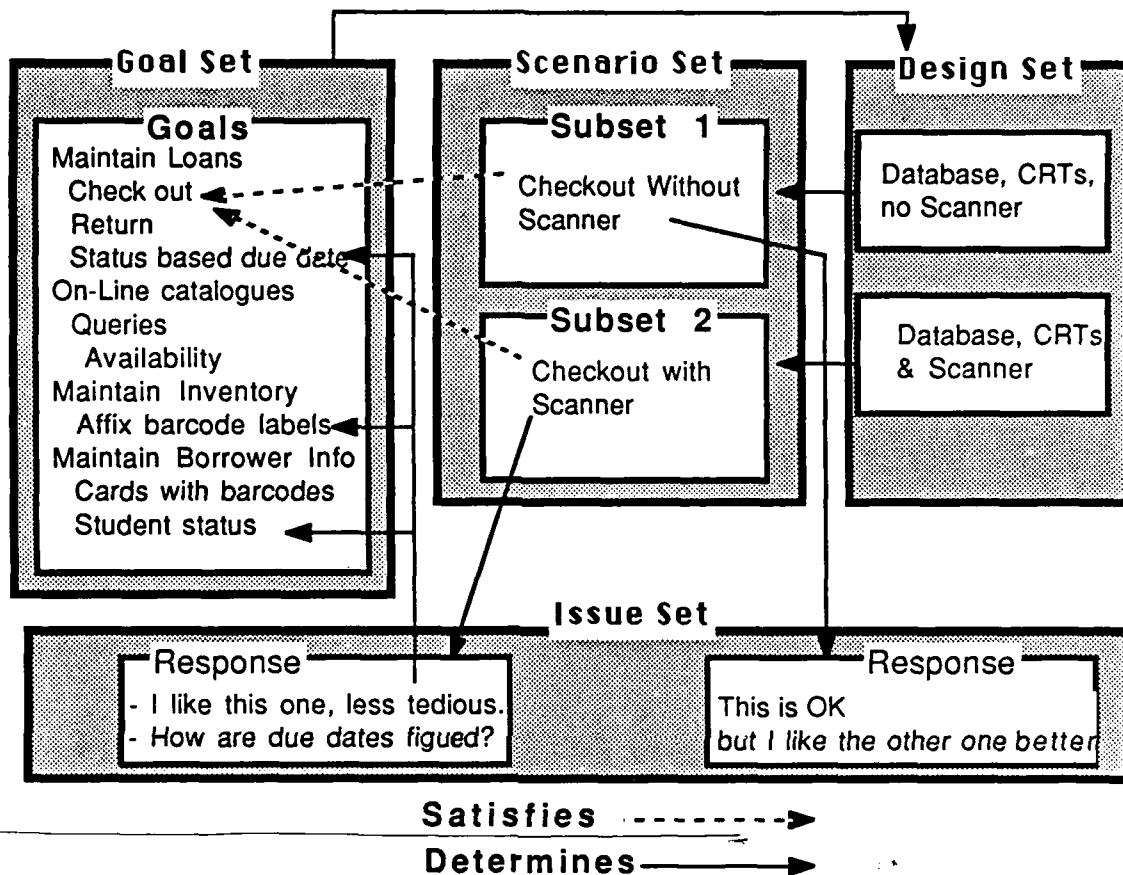 Goal Set
Goals
Maintain Loans
Check out
Return
Status based due date
On-Line catalogues
Queries
Availability
Maintain Inventory
Affix barcode labels
Maintain Borrower Info
Cards with barcodes
Student status
Scenario Set
Subset 1
Checkout Without
Scanner
Subset 2
Checkout with
Scanner
Design Set
Database, CRTs,
no Scanner
Database, CRTs
& Scanner
Issue Set
Response
- I like this one, less tedious.
- How are due dates figued?
Response
This is OK
but I like the other one better
Satisfies
Determines